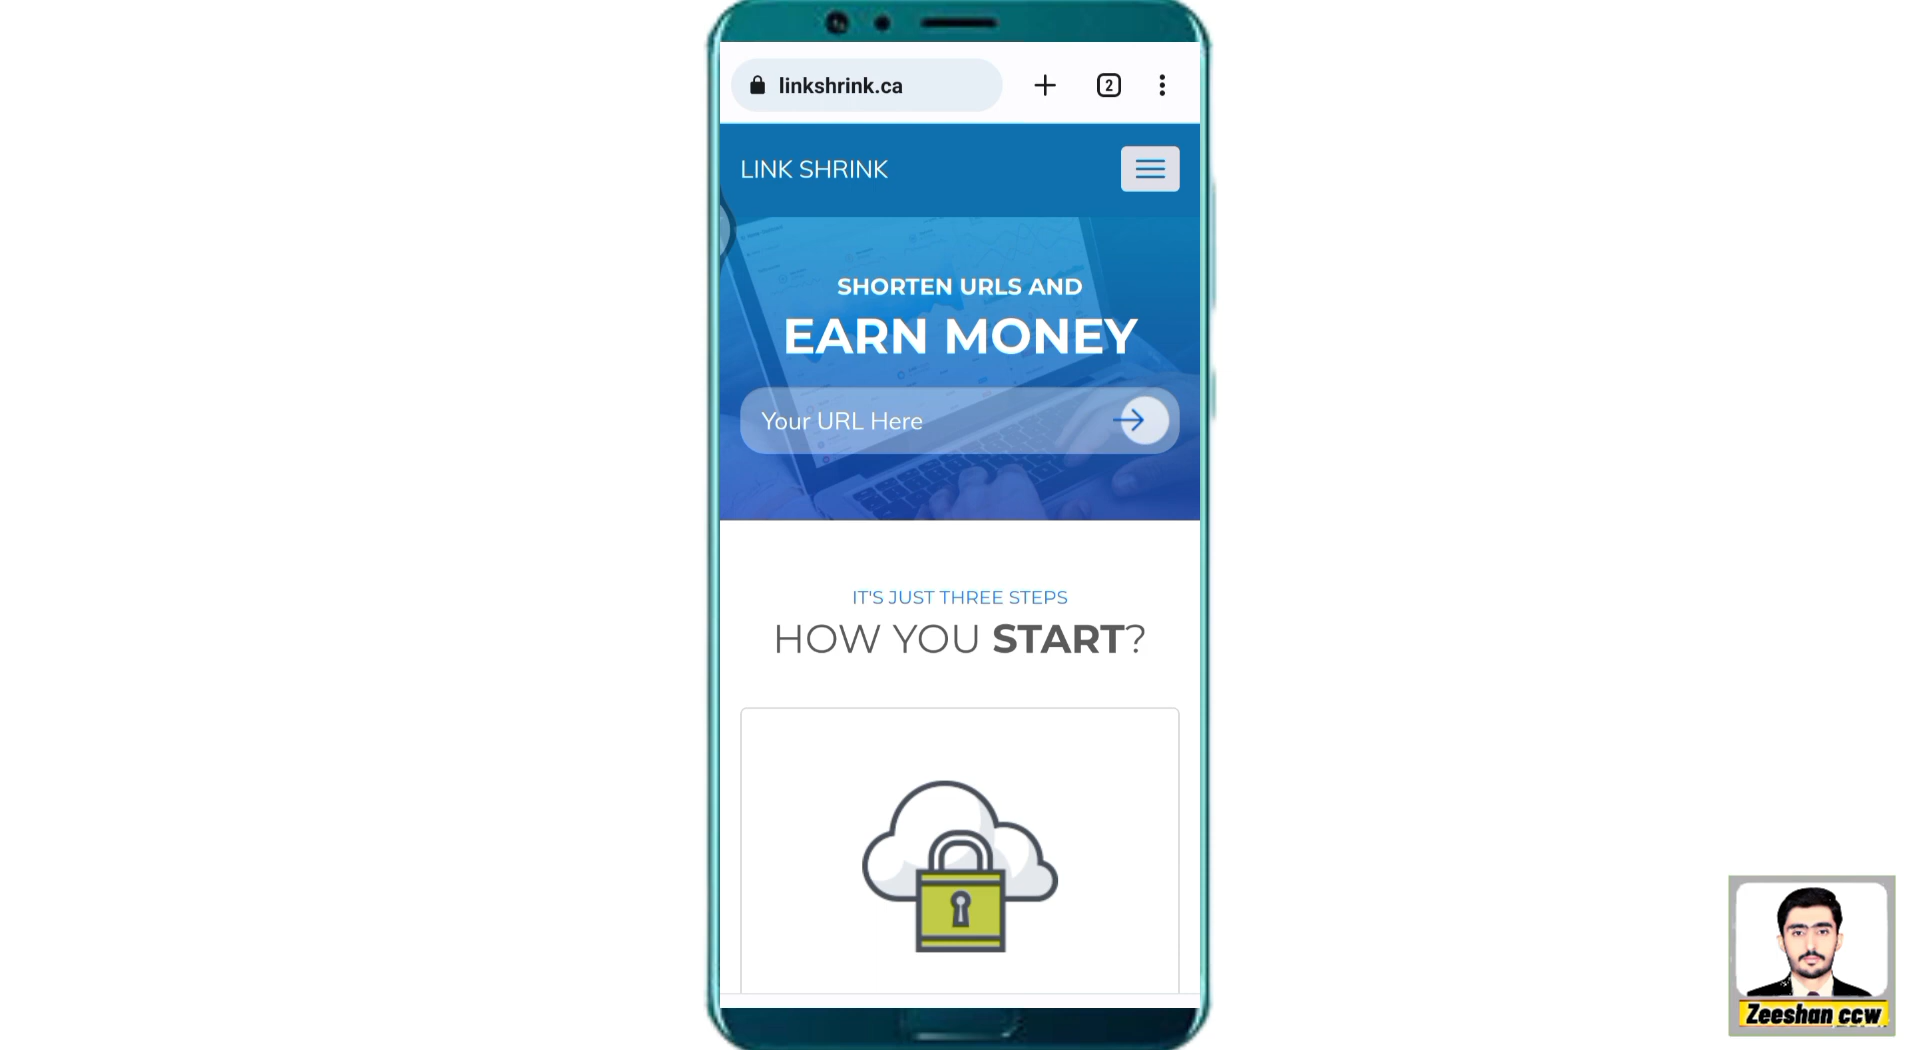 linkshrink.ca
2
LINK SHRINK
SHORTEN URLS AND
EARN MONEY
Your URL Here
IT'S JUST THREE STEPS
HOW YOU START?
Zeeshan ccw